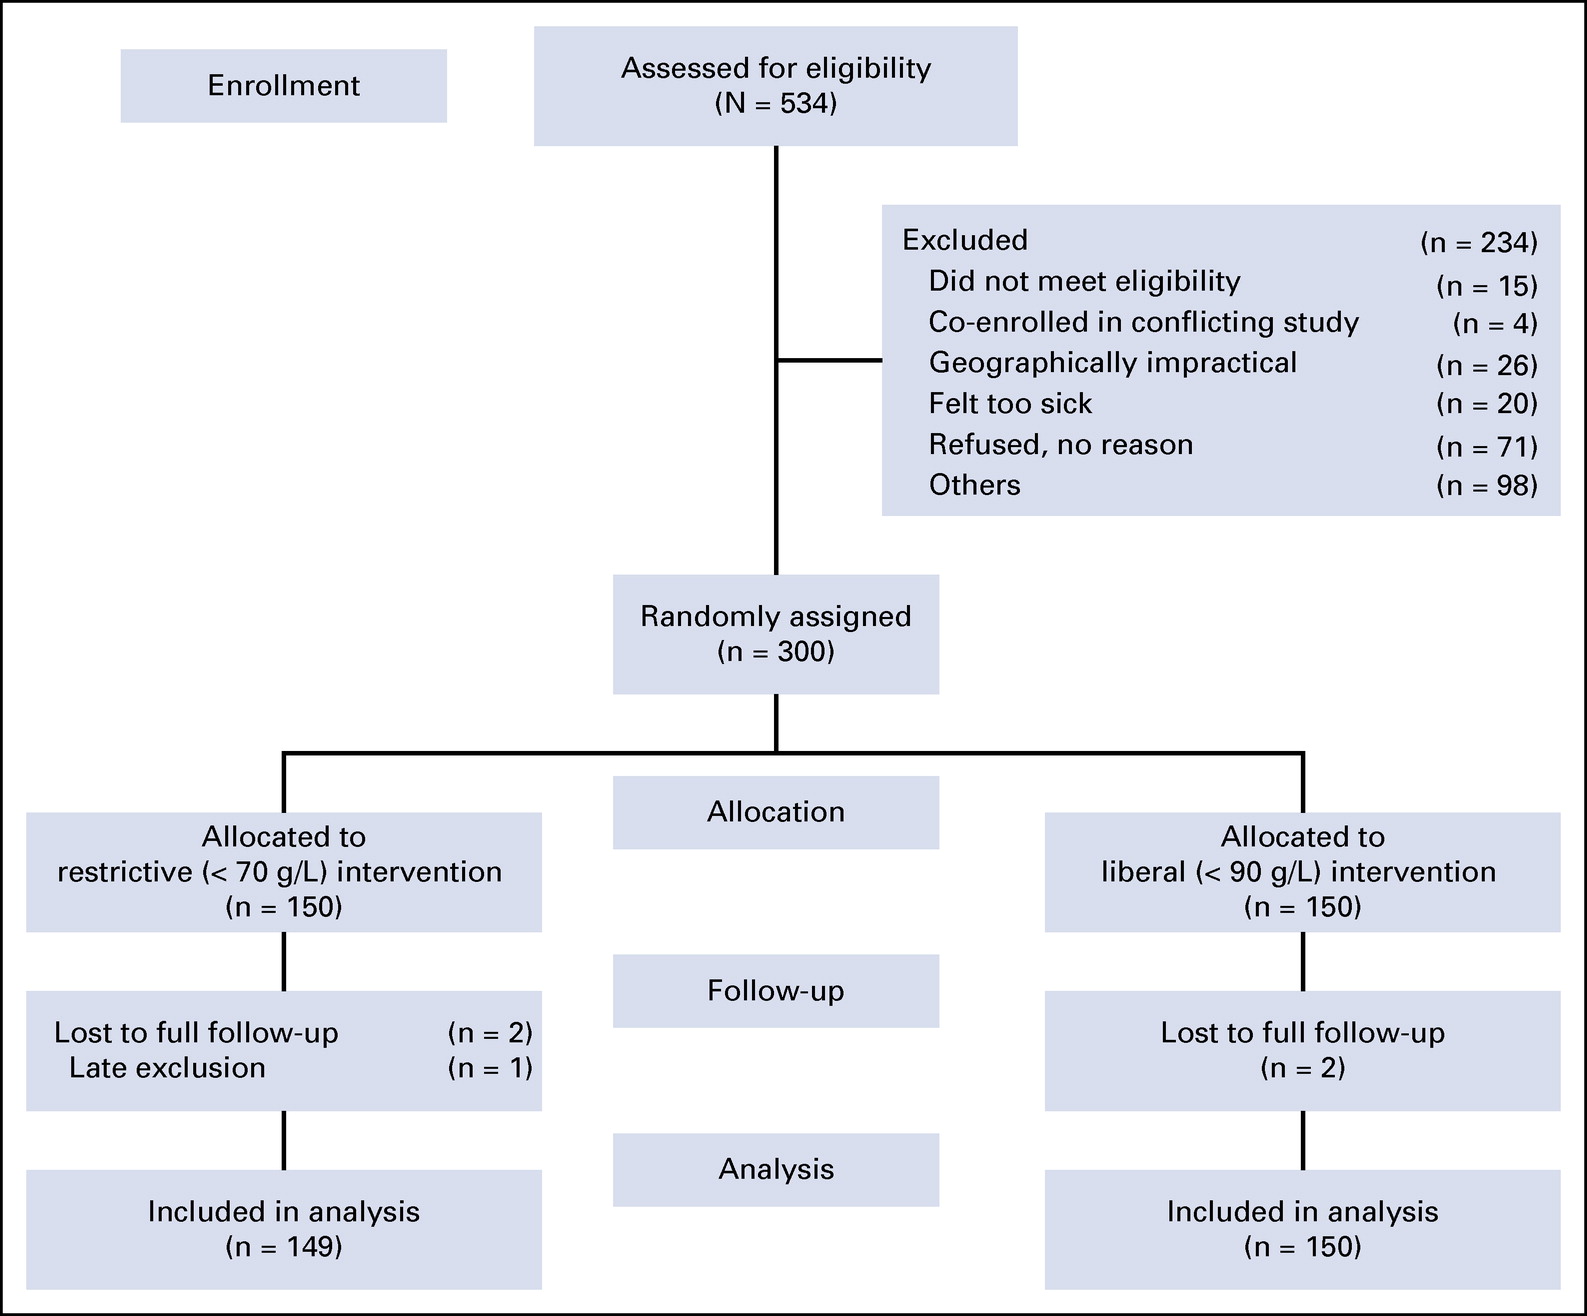 Enrollment
Assessed for eligibility
(N = 534)
Excluded (n = 234)
Did not meet eligibility (n = 15)
Co-enrolled in conflicting study (n = 4)
Geographically impractical (n = 26)
Felt too sick (n = 20)
Refused, no reason (n = 71)
Others (n = 98)
Randomly assigned
(n = 300)
Allocation
Allocated to
restrictive (< 70 g/L) intervention
(n = 150)
Allocated to
liberal (< 90 g/L) intervention
(n = 150)
Follow-up
Lost to full follow-up (n = 2)
Late exclusion (n = 1)
Lost to full follow-up
(n = 2)
Analysis
Included in analysis
(n = 149)
Included in analysis
(n = 150)